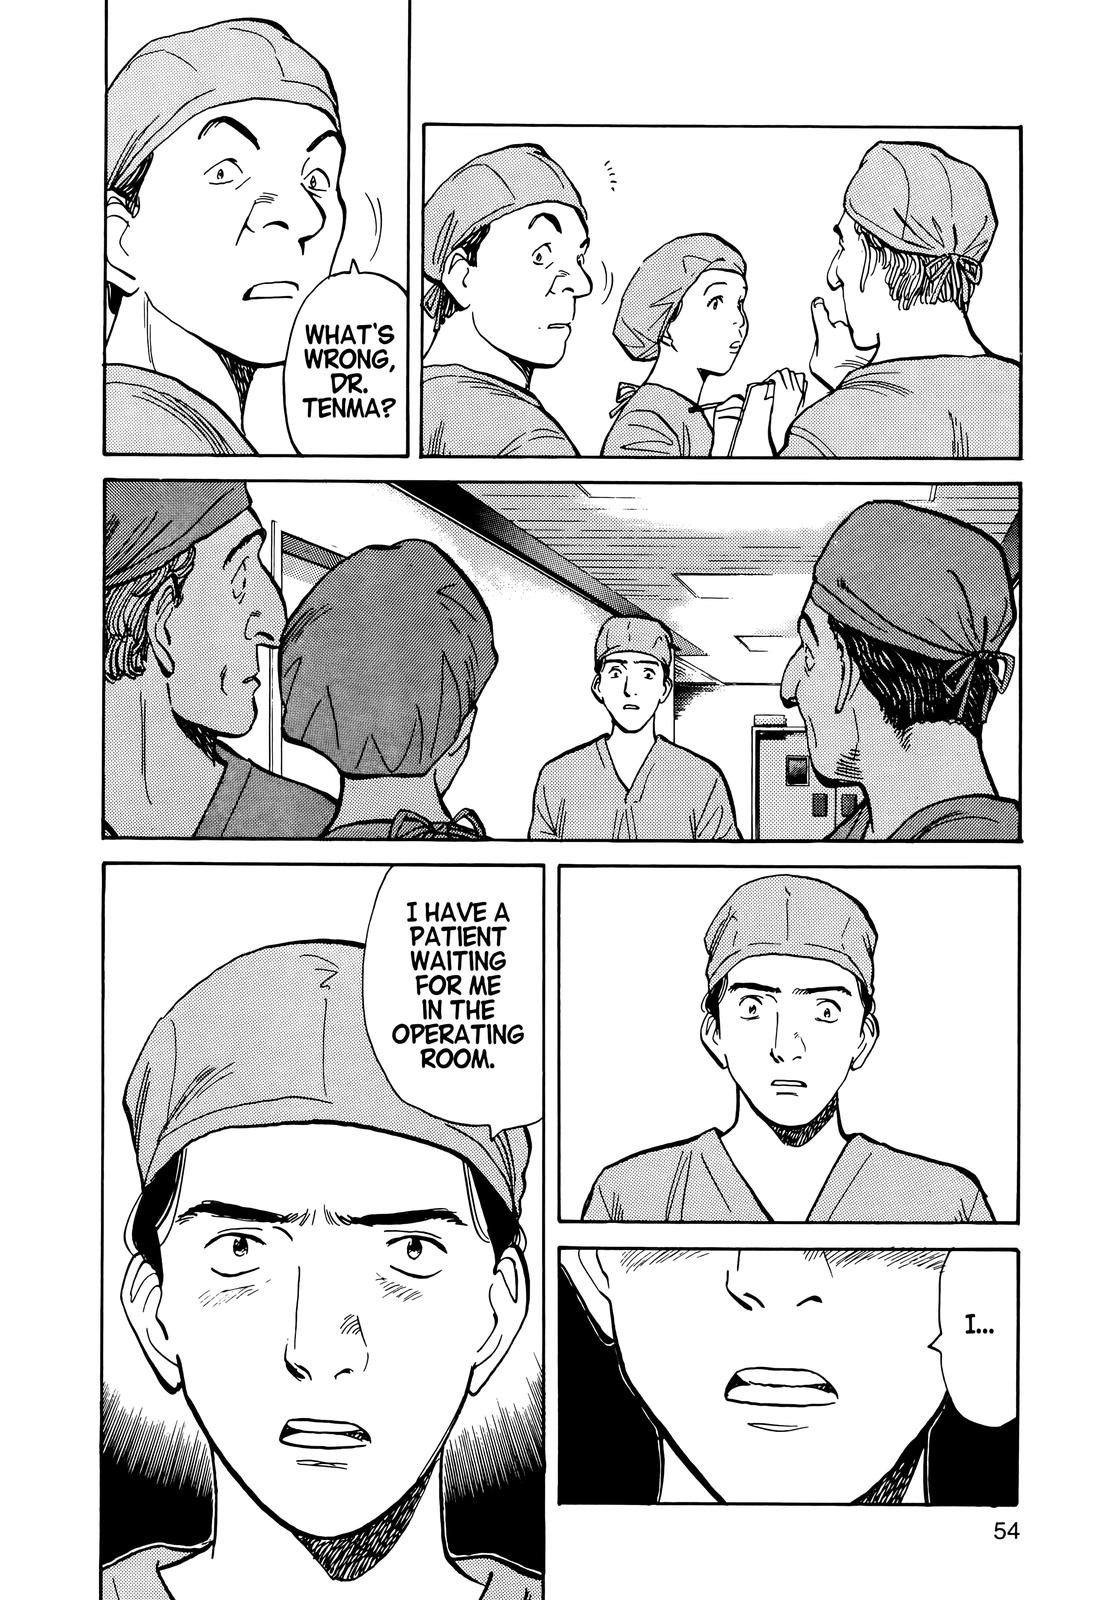 WHAT'S
WRONG,
DR.
TENMA?
I...
I HAVE A
PATIENT
WAITING
FOR ME
IN THE
OPERATING
ROOM.
54